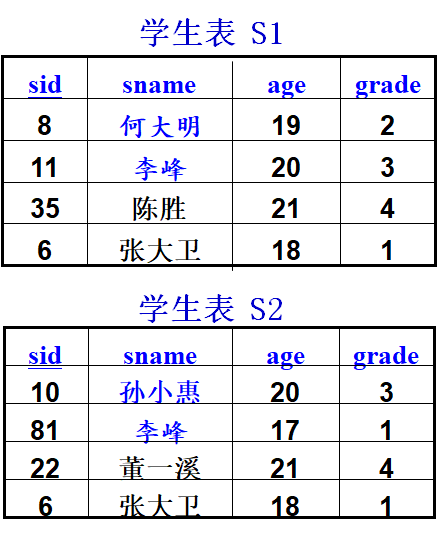 学生表 S1
sid sname age grade
8 何大明 19 2
11 李峰 20 3
35 陈胜 21 4
6 张大卫 18 1
学生表 S2
sid sname age grade
10 孙小惠 20 3
81 李峰 17 1
22 董一溪 21 4
6 张大卫 18 1